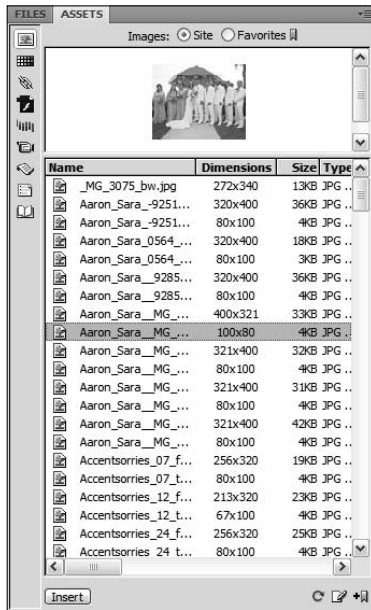 FILES ASSETS
Images: Site Favorites
Name Dimensions Size Type
_MG_3075_bw.jpg 272x340 13KB JPG ..
Aaron_Sara_-9251... 320x400 36KB JPG ..
Aaron_Sara_-9251... 80x100 4KB JPG ..
Aaron_Sara_0564_... 320x400 18KB JPG ..
Aaron_Sara_0564_... 80x100 3KB JPG ..
Aaron_Sara__9285... 320x400 36KB JPG ..
Aaron_Sara__9285... 80x100 4KB JPG ..
Aaron_Sara__MG_... 400x321 33KB JPG ..
Aaron_Sara__MG_... 100x80 4KB JPG .
Aaron_Sara__MG_... 321x400 32KB JPG ..
Aaron_Sara__MG_... 80x100 4KB JPG ..
Aaron_Sara__MG_... 321x400 31KB JPG ..
Aaron_Sara__MG_... 80x100 4KB JPG ..
Aaron_Sara__MG_... 321x400 42KB JPG ..
Aaron_Sara__MG_... 80x100 4KB JPG ..
Accentsorries_07_f... 256x320 19KB JPG ..
Accentsorries_07_t... 80x100 4KB JPG ..
Accentsorries_12_f... 213x320 23KB JPG ..
Accentsorries_12_t... 67x100 4KB JPG ..
Accentsorries_24_f... 256x320 25KB JPG ..
Accentsorries_24_t... 80x100 4KB JPG ..
Insert